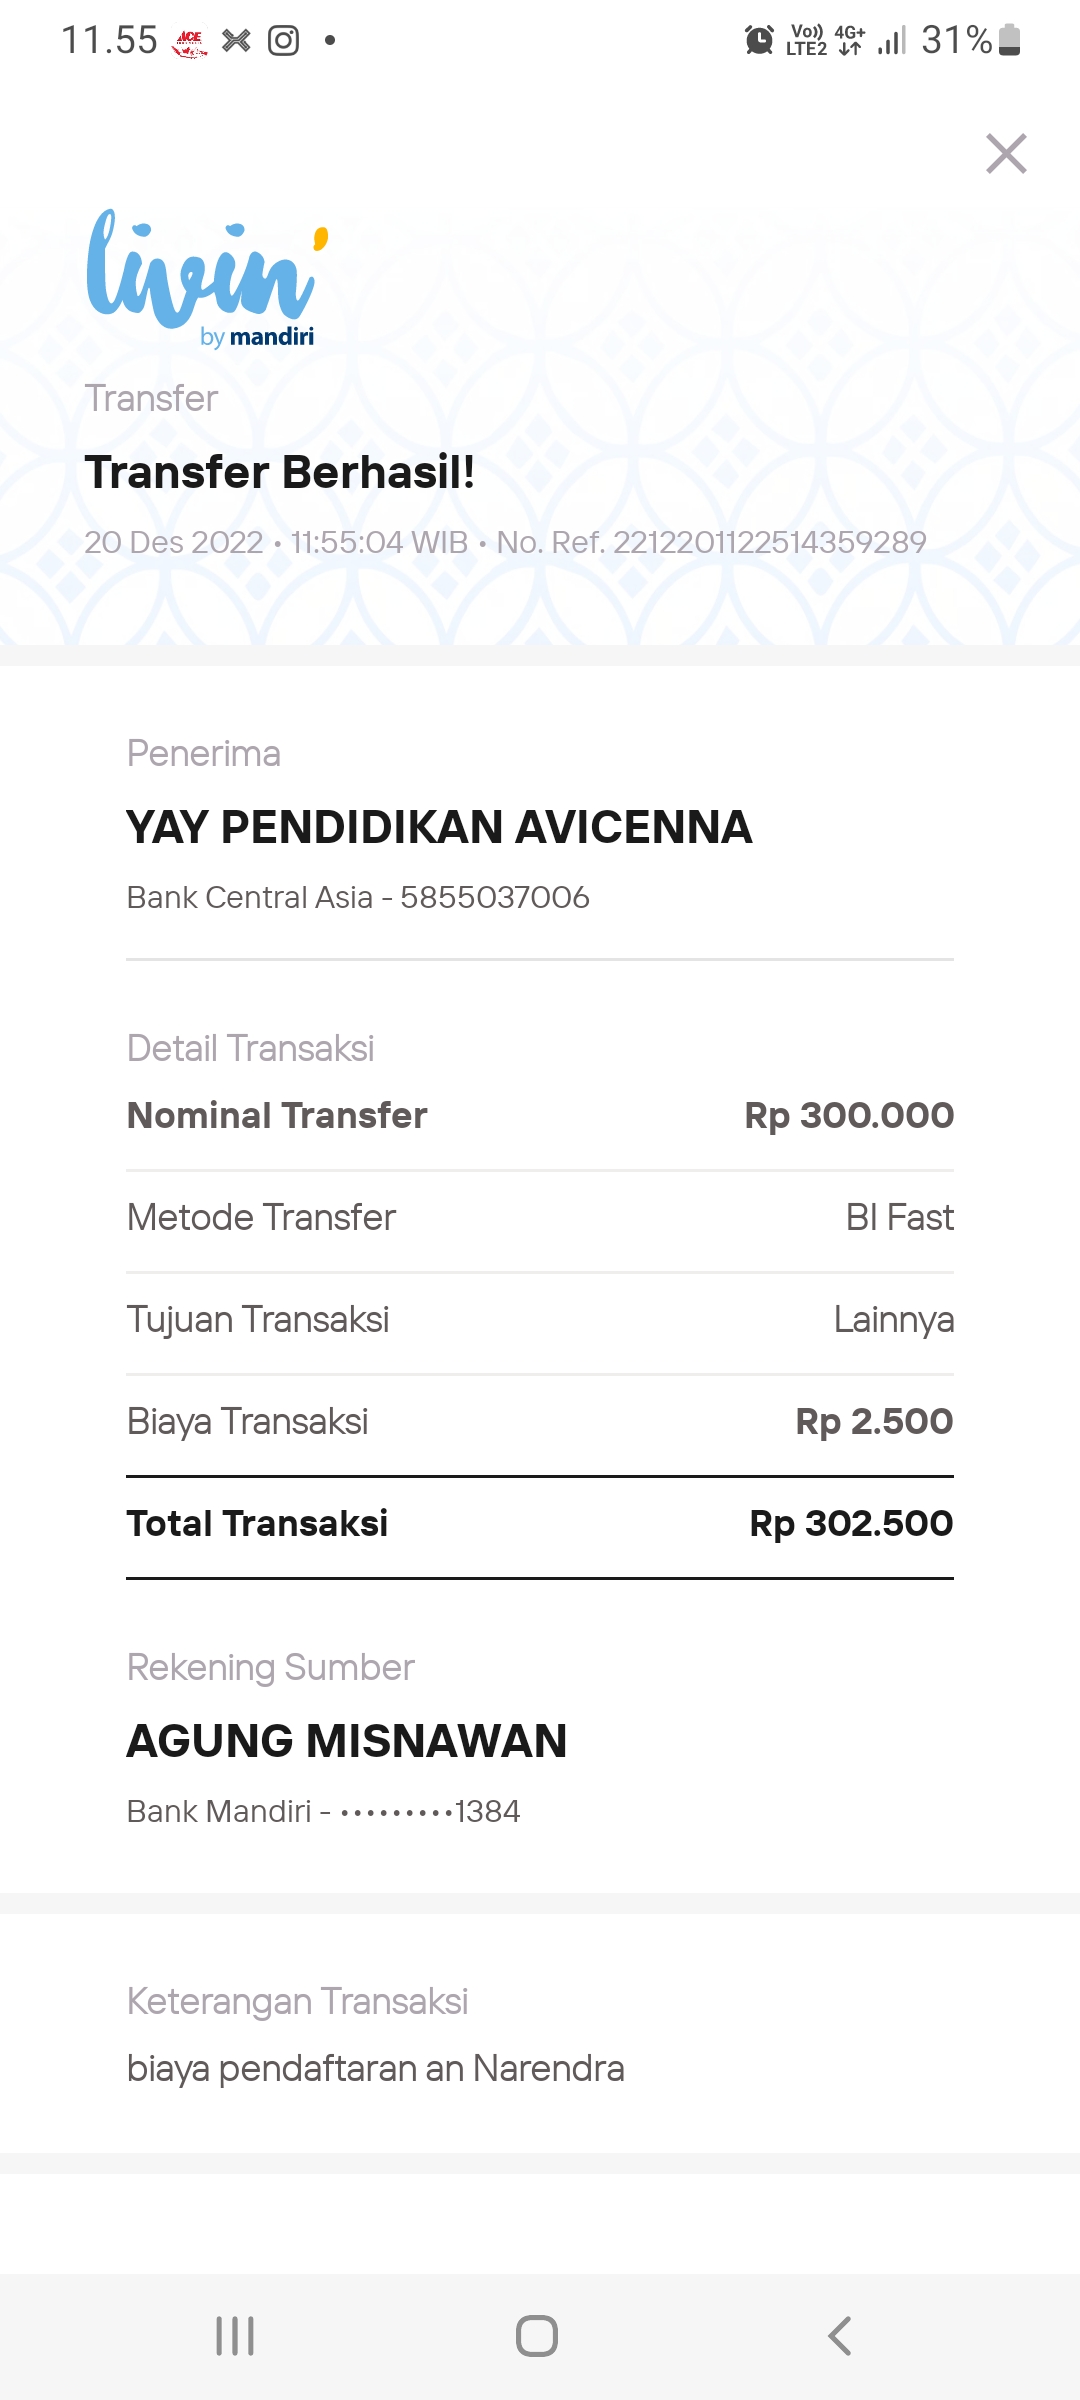 11.55 ACE Vo)) LTE2 4G+ 31%
livin'
by mandiri
Transfer
Transfer Berhasil!
20 Des 2022 • 11:55:04 WIB • No. Ref. 2212201122514359289
Penerima
YAY PENDIDIKAN AVICENNA
Bank Central Asia - 5855037006
Detail Transaksi
Nominal Transfer Rp 300.000
Metode Transfer BI Fast
Tujuan Transaksi Lainnya
Biaya Transaksi Rp 2.500
Total Transaksi Rp 302.500
Rekening Sumber
AGUNG MISNAWAN
Bank Mandiri - •••••••••1384
Keterangan Transaksi
biaya pendaftaran an Narendra